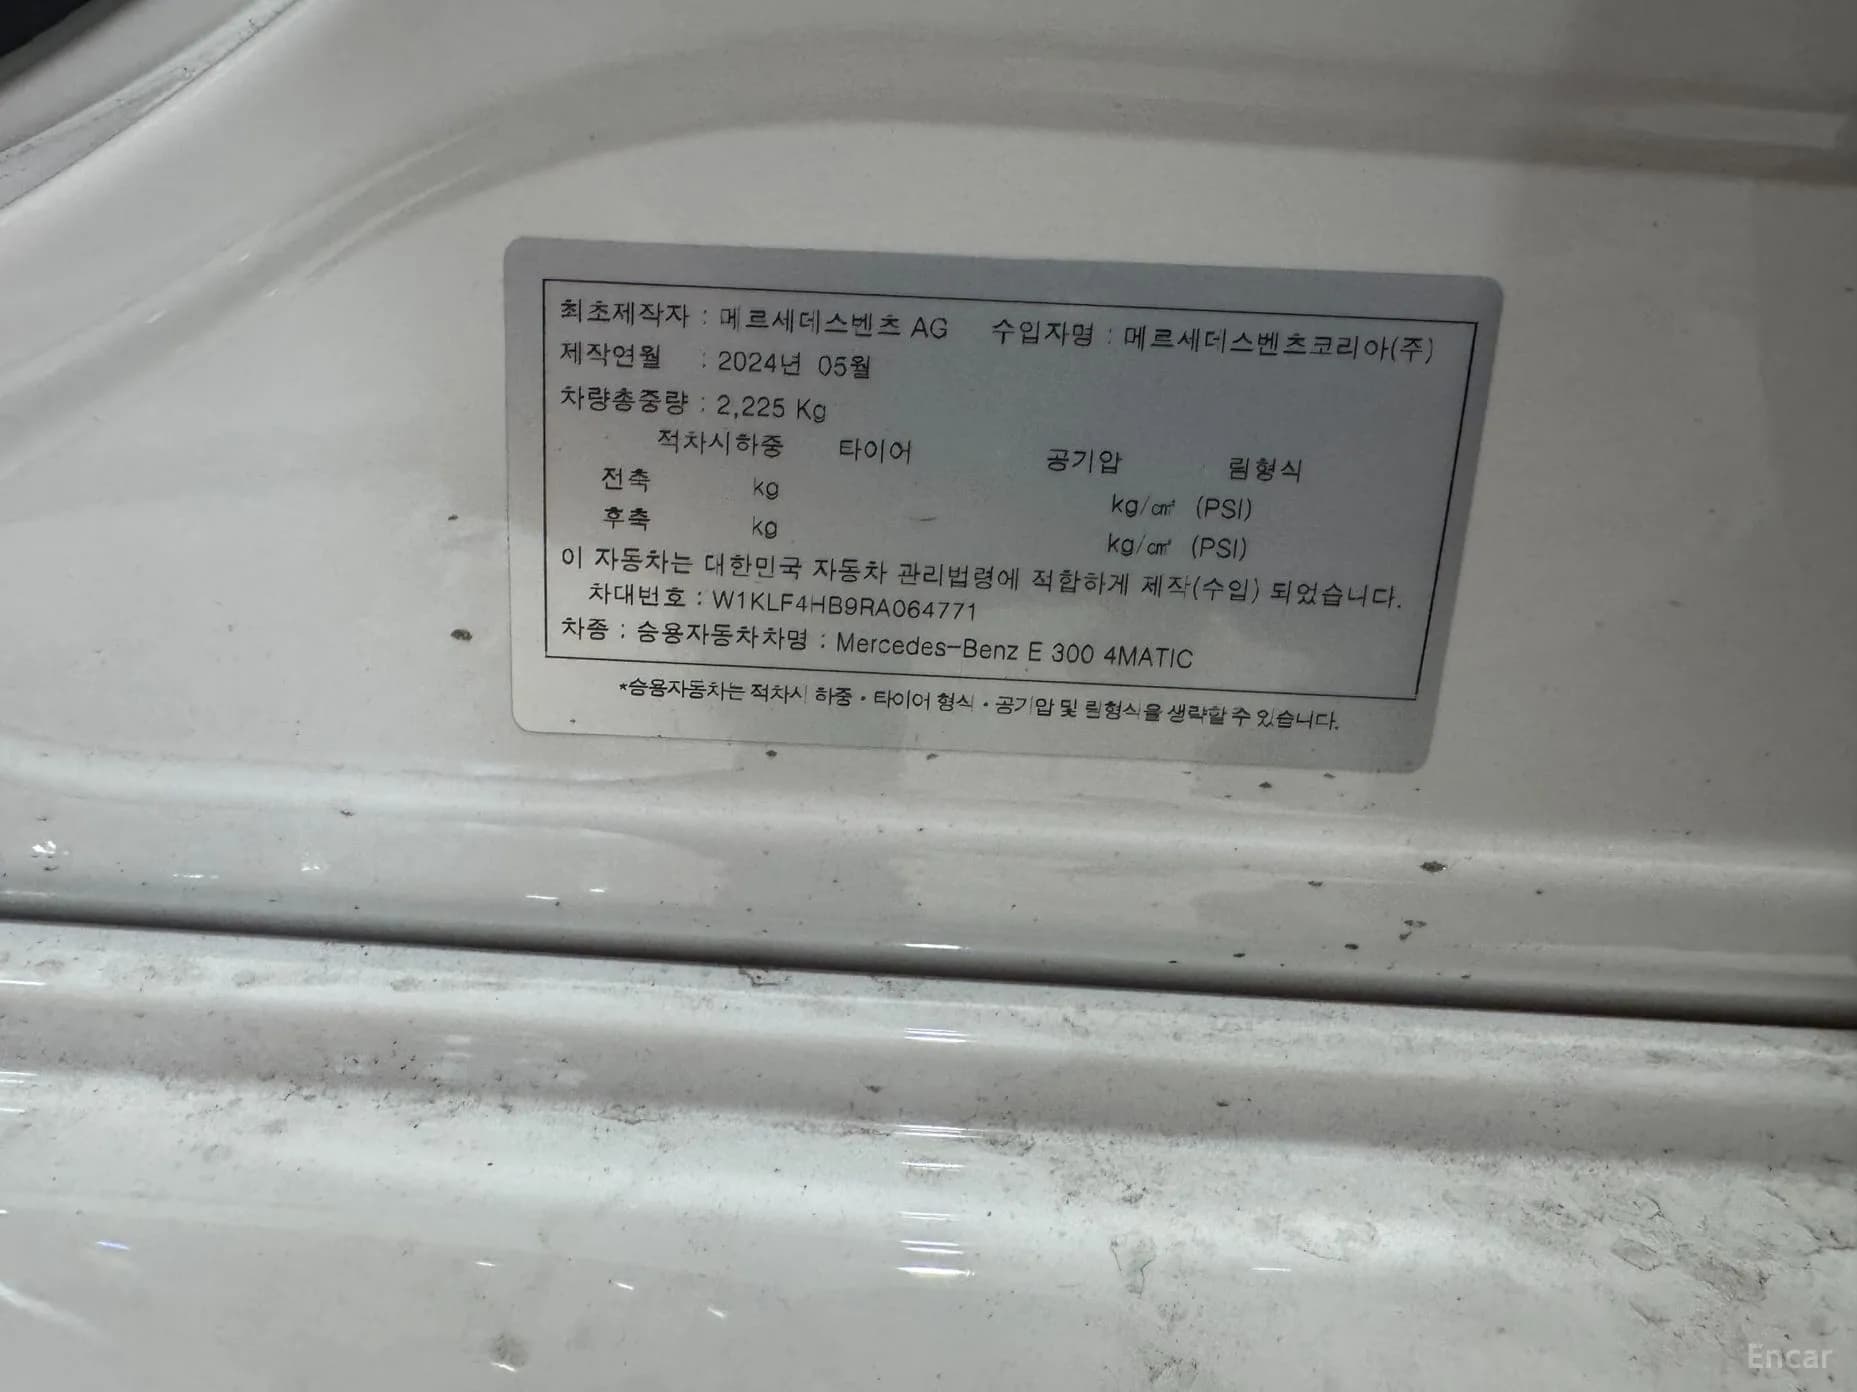 최초제작자 : 메르세데스벤츠 AG 수입자명 : 메르세데스벤츠코리아(주)
제작연월 : 2024년 05월
차량총중량 : 2,225 Kg
적차시하중 타이어 공기압 림형식
전축 kg kg/㎠ (PSI)
후축 kg kg/㎠ (PSI)
이 자동차는 대한민국 자동차 관리법령에 적합하게 제작(수입) 되었습니다.
차대번호 : W1KLF4HB9RA064771
차종 : 승용자동차차명 : Mercedes-Benz E 300 4MATIC
*승용자동차는 적차시 하중·타이어 형식·공기압 및 림형식을 생략할 수 있습니다.
Encar